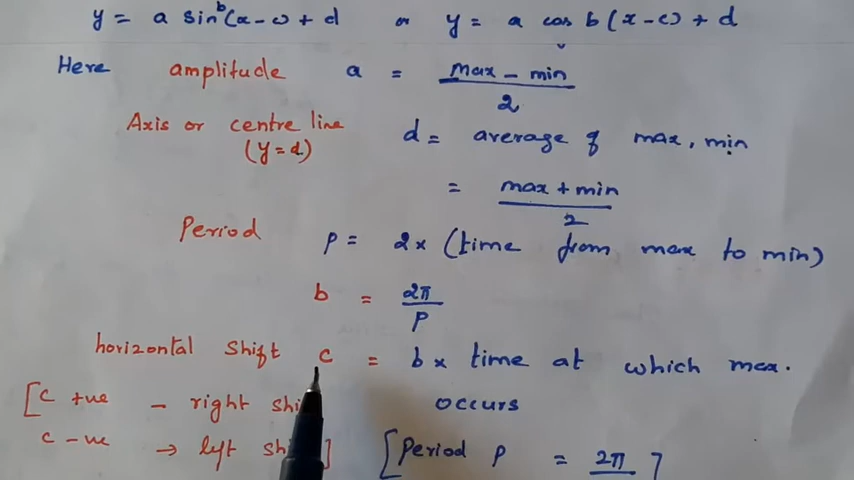 y = a sin b(x-c) + d or y = a cos b(x-c) + d
Here amplitude a = max - min / 2
Axis or centre line d = average of max, min
(y=d)
= max + min / 2
Period p = 2x (time from max to min)
b = 2π / p
horizontal shift c = b x time at which max.
[c +ve - right shi occurs
c -ve → left shi ] [Period p = 2π ]